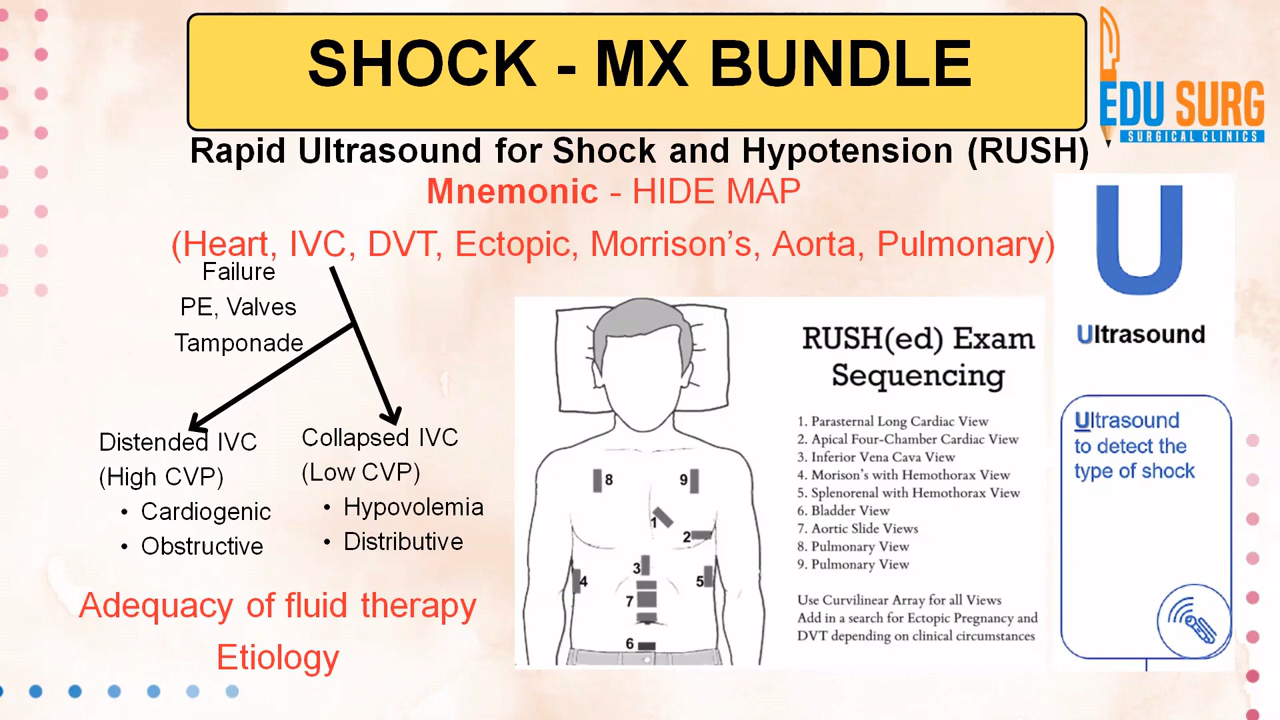 SHOCK - MX BUNDLE
EDU SURG
SURGICAL CLINICS
Rapid Ultrasound for Shock and Hypotension (RUSH)
Mnemonic - HIDE MAP
(Heart, IVC, DVT, Ectopic, Morrison's, Aorta, Pulmonary)
Failure
PE, Valves
Tamponade
Distended IVC
(High CVP)
• Cardiogenic
• Obstructive
Collapsed IVC
(Low CVP)
• Hypovolemia
• Distributive
Adequacy of fluid therapy
Etiology
8
9
1
2
3
4
5
7
6
RUSH(ed) Exam
Sequencing
1. Parasternal Long Cardiac View
2. Apical Four-Chamber Cardiac View
3. Inferior Vena Cava View
4. Morison's with Hemothorax View
5. Splenorenal with Hemothorax View
6. Bladder View
7. Aortic Slide Views
8. Pulmonary View
9. Pulmonary View
Use Curvilinear Array for all Views
Add in a search for Ectopic Pregnancy and
DVT depending on clinical circumstances
U
Ultrasound
Ultrasound
to detect the
type of shock